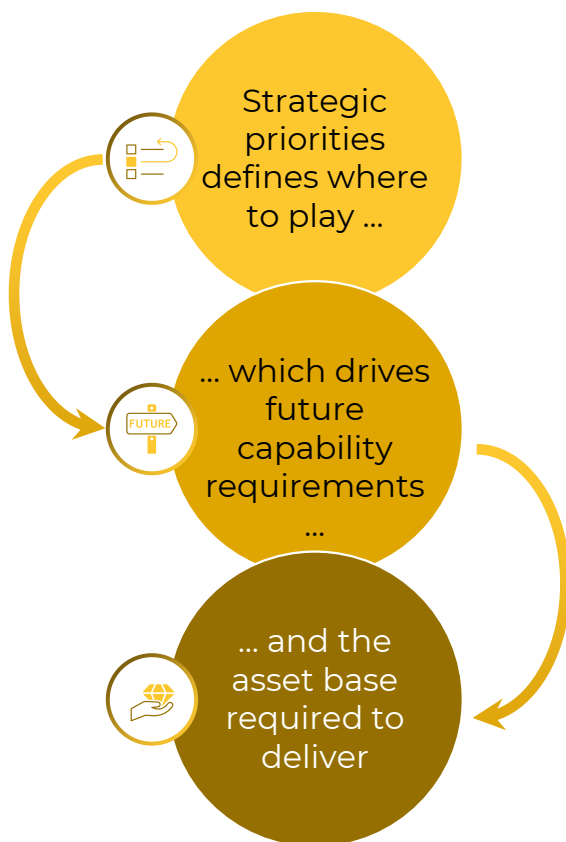 Strategic
priorities
defines where
to play ...
... which drives
future
capability
requirements
...
FUTURE
... and the
asset base
required to
deliver